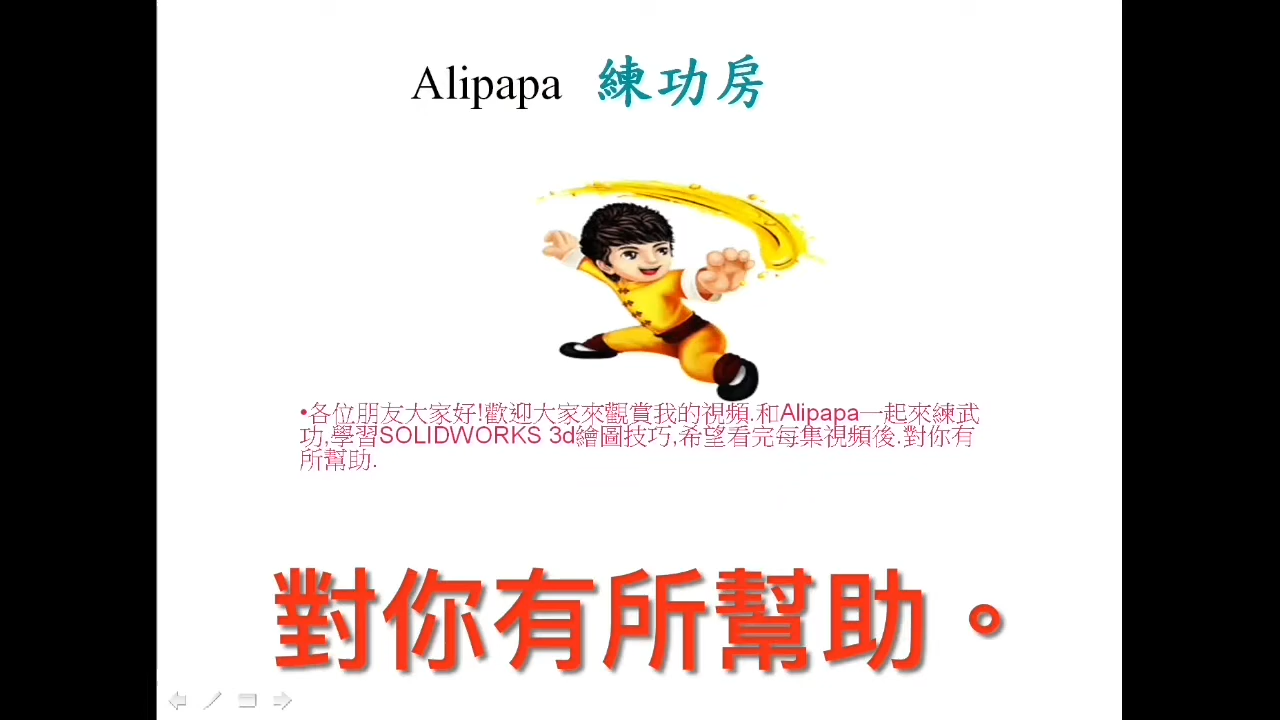 Alipapa 練功房
•各位朋友大家好!歡迎大家來觀賞我的視頻.和Alipapa一起來練武
功,學習SOLIDWORKS 3d繪圖技巧,希望看完每集視頻後.對你有
所幫助.
對你有所幫助。